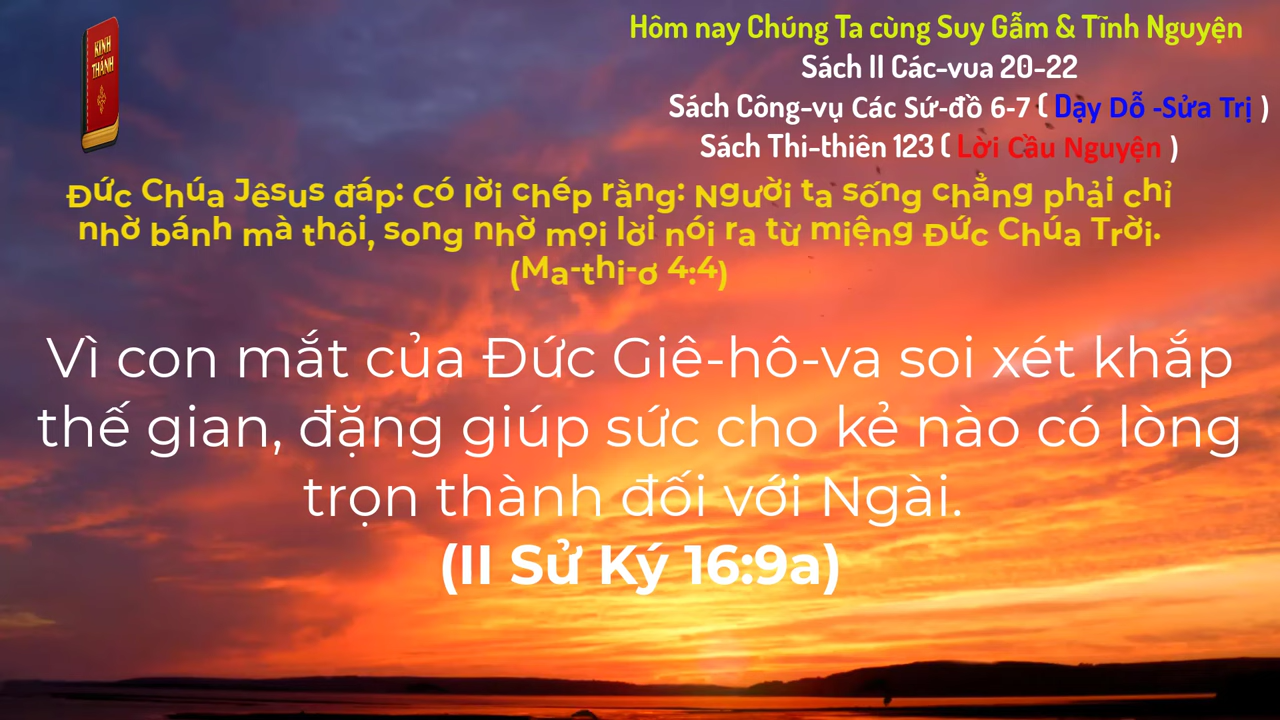 KINH
THÁNH
Hôm nay Chúng Ta cùng Suy Gẫm & Tĩnh Nguyện
Sách II Các-vua 20-22
Sách Công-vụ Các Sứ-đồ 6-7 ( Dạy Dỗ -Sửa Trị )
Sách Thi-thiên 123 ( Lời Cầu Nguyện )
Đức Chúa Jêsus đáp: Có lời chép rằng: Người ta sống chẳng phải chỉ
nhờ bánh mà thôi, song nhờ mọi lời nói ra từ miệng Đức Chúa Trời.
(Ma-thi-ơ 4:4)
Vì con mắt của Đức Giê-hô-va soi xét khắp
thế gian, đặng giúp sức cho kẻ nào có lòng
trọn thành đối với Ngài.
(II Sử Ký 16:9a)